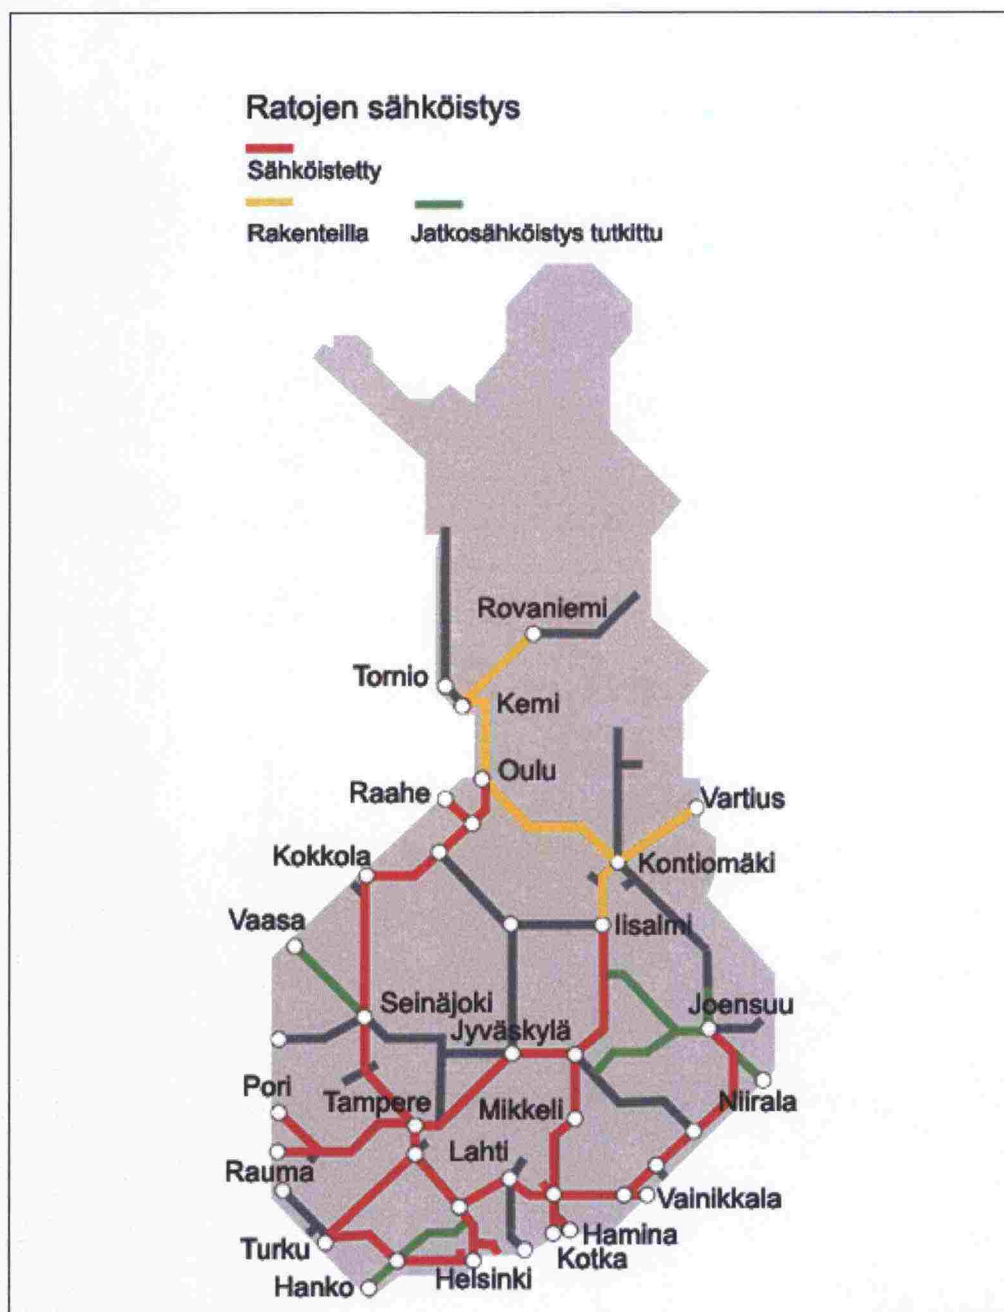 Ratojen sähköistys
Sähköistetty
Rakenteilla
Jatkosähköistys tutkittu
Rovaniemi
Tornio
Kemi
Oulu
Raahe
Vartius
Kokkola
Kontiomäki
Vaasa
Iisalmi
Seinäjoki
Joensuu
Jyväskylä
Pori
Tampere
Mikkeli
Niirala
Lahti
Rauma
Vainikkala
Turku
Hamina
Kotka
Hanko
Helsinki